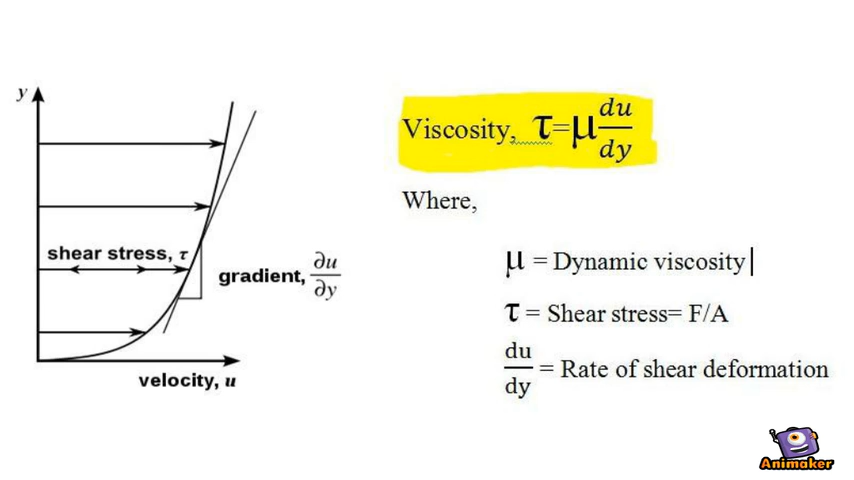 y
shear stress, τ
gradient, ∂u/∂y
velocity, u
Viscosity, τ=μ du/dy
Where,
μ = Dynamic viscosity
τ = Shear stress= F/A
du/dy = Rate of shear deformation
Animaker